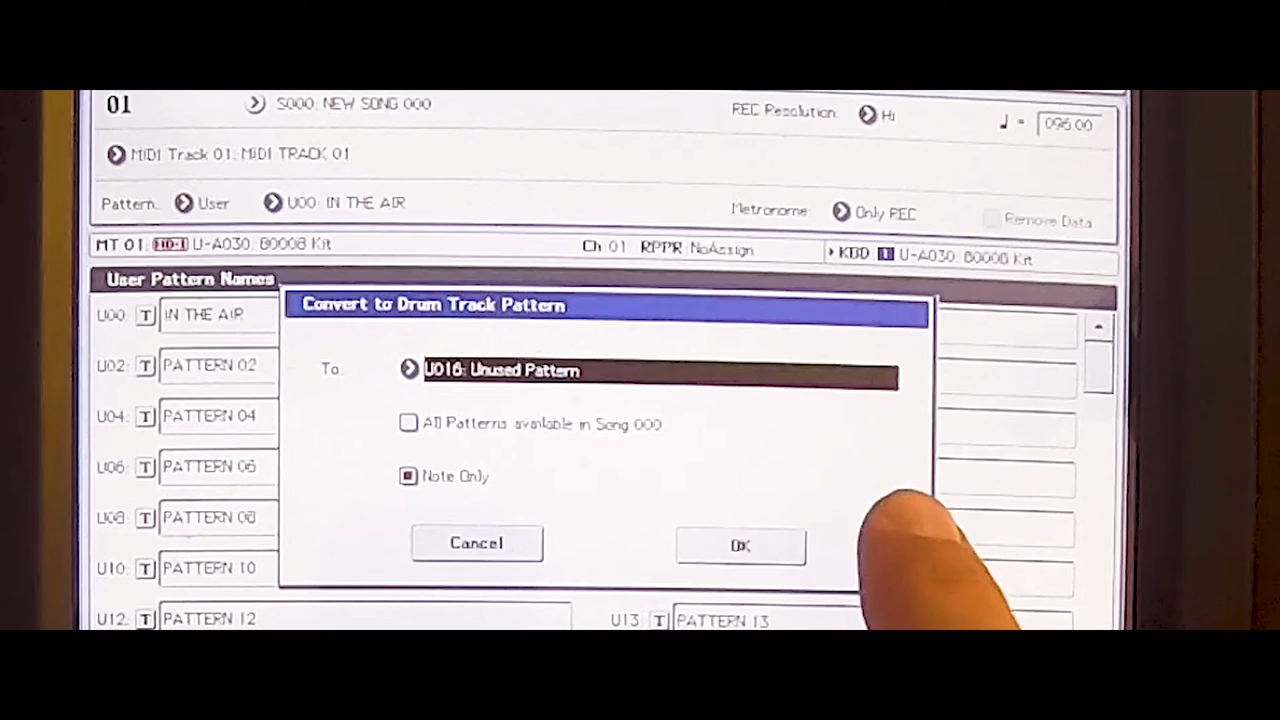 01 S000: NEW SONG 000 REC Resolution: Hi ♩ = 096.00
MIDI Track 01: MIDI TRACK 01
Pattern: User U00: IN THE AIR Metronome: Only REC Remove Data
MT 01: HD-1 U-A030: 80008 Kit Ch:01 RPPR: NoAssign KBD 1 U-A030: 80008 Kit
User Pattern Names
U00: T IN THE AIR
Convert to Drum Track Pattern
To: U016: Unused Pattern
U02: T PATTERN 02
All Patterns available in Song 000
U04: T PATTERN 04
Note Only
U06: T PATTERN 06
U08: T PATTERN 08
Cancel OK
U10: T PATTERN 10
U12: T PATTERN 12 U13: T PATTERN 13